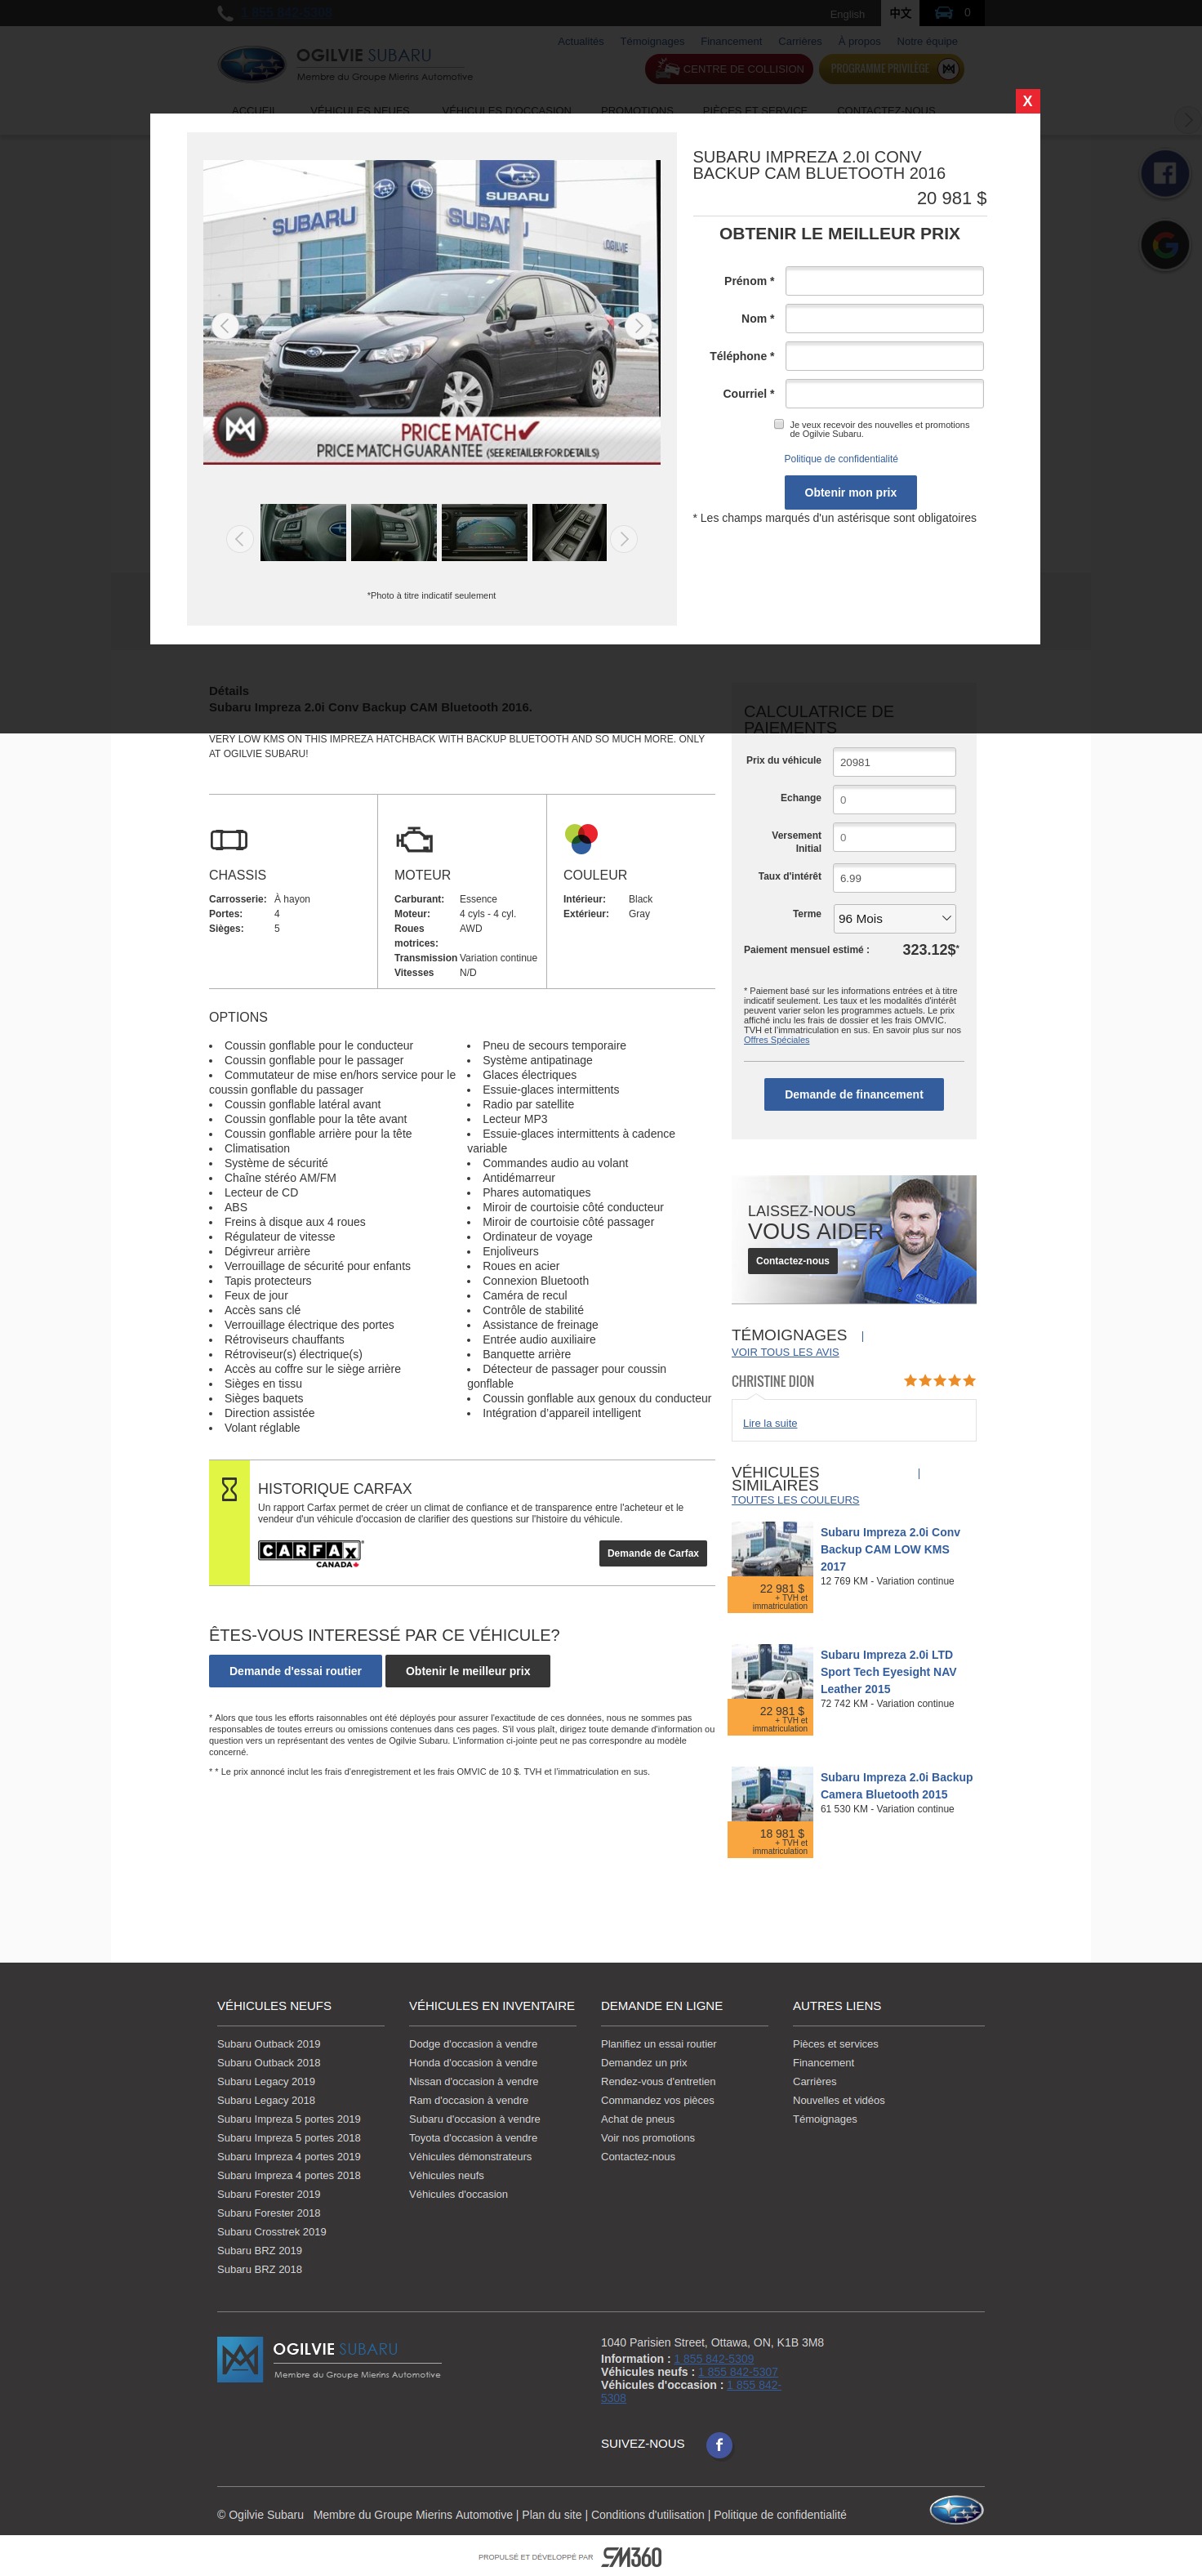 1 855 842-5309
English
中文
0
Actualités
Témoignages
Financement
Carrières
À propos
Notre équipe
OGILVIE SUBARU
Membre du Groupe Mierins Automotive
CENTRE DE COLLISION
PROGRAMME PRIVILÈGE
ACCUEIL
VÉHICULES NEUFS
VÉHICULES D'OCCASION
PROMOTIONS
PIÈCES ET SERVICE
CONTACTEZ-NOUS
X
SUBARU
SUBARU
SUBARU
OGILVIE
PRICE MATCH
PRICE MATCH GUARANTEE (SEE RETAILER FOR DETAILS)
*Photo à titre indicatif seulement
SUBARU IMPREZA 2.0I CONV
BACKUP CAM BLUETOOTH 2016
20 981 $
OBTENIR LE MEILLEUR PRIX
Prénom *
Nom *
Téléphone *
Courriel *
Je veux recevoir des nouvelles et promotions
de Ogilvie Subaru.
Politique de confidentialité
Obtenir mon prix
* Les champs marqués d'un astérisque sont obligatoires
Détails
Subaru Impreza 2.0i Conv Backup CAM Bluetooth 2016.
VERY LOW KMS ON THIS IMPREZA HATCHBACK WITH BACKUP BLUETOOTH AND SO MUCH MORE. ONLY
AT OGILVIE SUBARU!
CHASSIS
Carrosserie: À hayon
Portes: 4
Sièges: 5
MOTEUR
Carburant: Essence
Moteur: 4 cyls - 4 cyl.
Roues AWD
motrices:
Transmission Variation continue
Vitesses N/D
COULEUR
Intérieur: Black
Extérieur: Gray
OPTIONS
Coussin gonflable pour le conducteur
Coussin gonflable pour le passager
Commutateur de mise en/hors service pour le
coussin gonflable du passager
Coussin gonflable latéral avant
Coussin gonflable pour la tête avant
Coussin gonflable arrière pour la tête
Climatisation
Système de sécurité
Chaîne stéréo AM/FM
Lecteur de CD
ABS
Freins à disque aux 4 roues
Régulateur de vitesse
Dégivreur arrière
Verrouillage de sécurité pour enfants
Tapis protecteurs
Feux de jour
Accès sans clé
Verrouillage électrique des portes
Rétroviseurs chauffants
Rétroviseur(s) électrique(s)
Accès au coffre sur le siège arrière
Sièges en tissu
Sièges baquets
Direction assistée
Volant réglable
Pneu de secours temporaire
Système antipatinage
Glaces électriques
Essuie-glaces intermittents
Radio par satellite
Lecteur MP3
Essuie-glaces intermittents à cadence
variable
Commandes audio au volant
Antidémarreur
Phares automatiques
Miroir de courtoisie côté conducteur
Miroir de courtoisie côté passager
Ordinateur de voyage
Enjoliveurs
Roues en acier
Connexion Bluetooth
Caméra de recul
Contrôle de stabilité
Assistance de freinage
Entrée audio auxiliaire
Banquette arrière
Détecteur de passager pour coussin
gonflable
Coussin gonflable aux genoux du conducteur
Intégration d'appareil intelligent
HISTORIQUE CARFAX
Un rapport Carfax permet de créer un climat de confiance et de transparence entre l'acheteur et le
vendeur d'un véhicule d'occasion de clarifier des questions sur l'histoire du véhicule.
CARFAX
CANADA
Demande de Carfax
ÊTES-VOUS INTERESSÉ PAR CE VÉHICULE?
Demande d'essai routier
Obtenir le meilleur prix
* Alors que tous les efforts raisonnables ont été déployés pour assurer l'exactitude de ces données, nous ne sommes pas
responsables de toutes erreurs ou omissions contenues dans ces pages. S'il vous plaît, dirigez toute demande d'information ou
question vers un représentant des ventes de Ogilvie Subaru. L'information ci-jointe peut ne pas correspondre au modèle
concerné.
* * Le prix annoncé inclut les frais d'enregistrement et les frais OMVIC de 10 $. TVH et l'immatriculation en sus.
CALCULATRICE DE
PAIEMENTS
Prix du véhicule 20981
Echange 0
Versement 0
Initial
Taux d'intérêt 6.99
Terme 96 Mois
Paiement mensuel estimé : 323.12$*
* Paiement basé sur les informations entrées et à titre
indicatif seulement. Les taux et les modalités d'intérêt
peuvent varier selon les programmes actuels. Le prix
affiché inclu les frais de dossier et les frais OMVIC.
TVH et l'immatriculation en sus. En savoir plus sur nos
Offres Spéciales
Demande de financement
LAISSEZ-NOUS
VOUS AIDER
Contactez-nous
TÉMOIGNAGES |
VOIR TOUS LES AVIS
CHRISTINE DION
Lire la suite
VÉHICULES |
SIMILAIRES
TOUTES LES COULEURS
Subaru Impreza 2.0i Conv
Backup CAM LOW KMS
2017
12 769 KM - Variation continue
22 981 $
+ TVH et
immatriculation
Subaru Impreza 2.0i LTD
Sport Tech Eyesight NAV
Leather 2015
72 742 KM - Variation continue
22 981 $
+ TVH et
immatriculation
Subaru Impreza 2.0i Backup
Camera Bluetooth 2015
61 530 KM - Variation continue
18 981 $
+ TVH et
immatriculation
VÉHICULES NEUFS
Subaru Outback 2019
Subaru Outback 2018
Subaru Legacy 2019
Subaru Legacy 2018
Subaru Impreza 5 portes 2019
Subaru Impreza 5 portes 2018
Subaru Impreza 4 portes 2019
Subaru Impreza 4 portes 2018
Subaru Forester 2019
Subaru Forester 2018
Subaru Crosstrek 2019
Subaru BRZ 2019
Subaru BRZ 2018
VÉHICULES EN INVENTAIRE
Dodge d'occasion à vendre
Honda d'occasion à vendre
Nissan d'occasion à vendre
Ram d'occasion à vendre
Subaru d'occasion à vendre
Toyota d'occasion à vendre
Véhicules démonstrateurs
Véhicules neufs
Véhicules d'occasion
DEMANDE EN LIGNE
Planifiez un essai routier
Demandez un prix
Rendez-vous d'entretien
Commandez vos pièces
Achat de pneus
Voir nos promotions
Contactez-nous
AUTRES LIENS
Pièces et services
Financement
Carrières
Nouvelles et vidéos
Témoignages
OGILVIE SUBARU
Membre du Groupe Mierins Automotive
1040 Parisien Street, Ottawa, ON, K1B 3M8
Information : 1 855 842-5309
Véhicules neufs : 1 855 842-5307
Véhicules d'occasion : 1 855 842-
5308
SUIVEZ-NOUS
© Ogilvie Subaru Membre du Groupe Mierins Automotive | Plan du site | Conditions d'utilisation | Politique de confidentialité
PROPULSÉ ET DÉVELOPPÉ PAR SM360